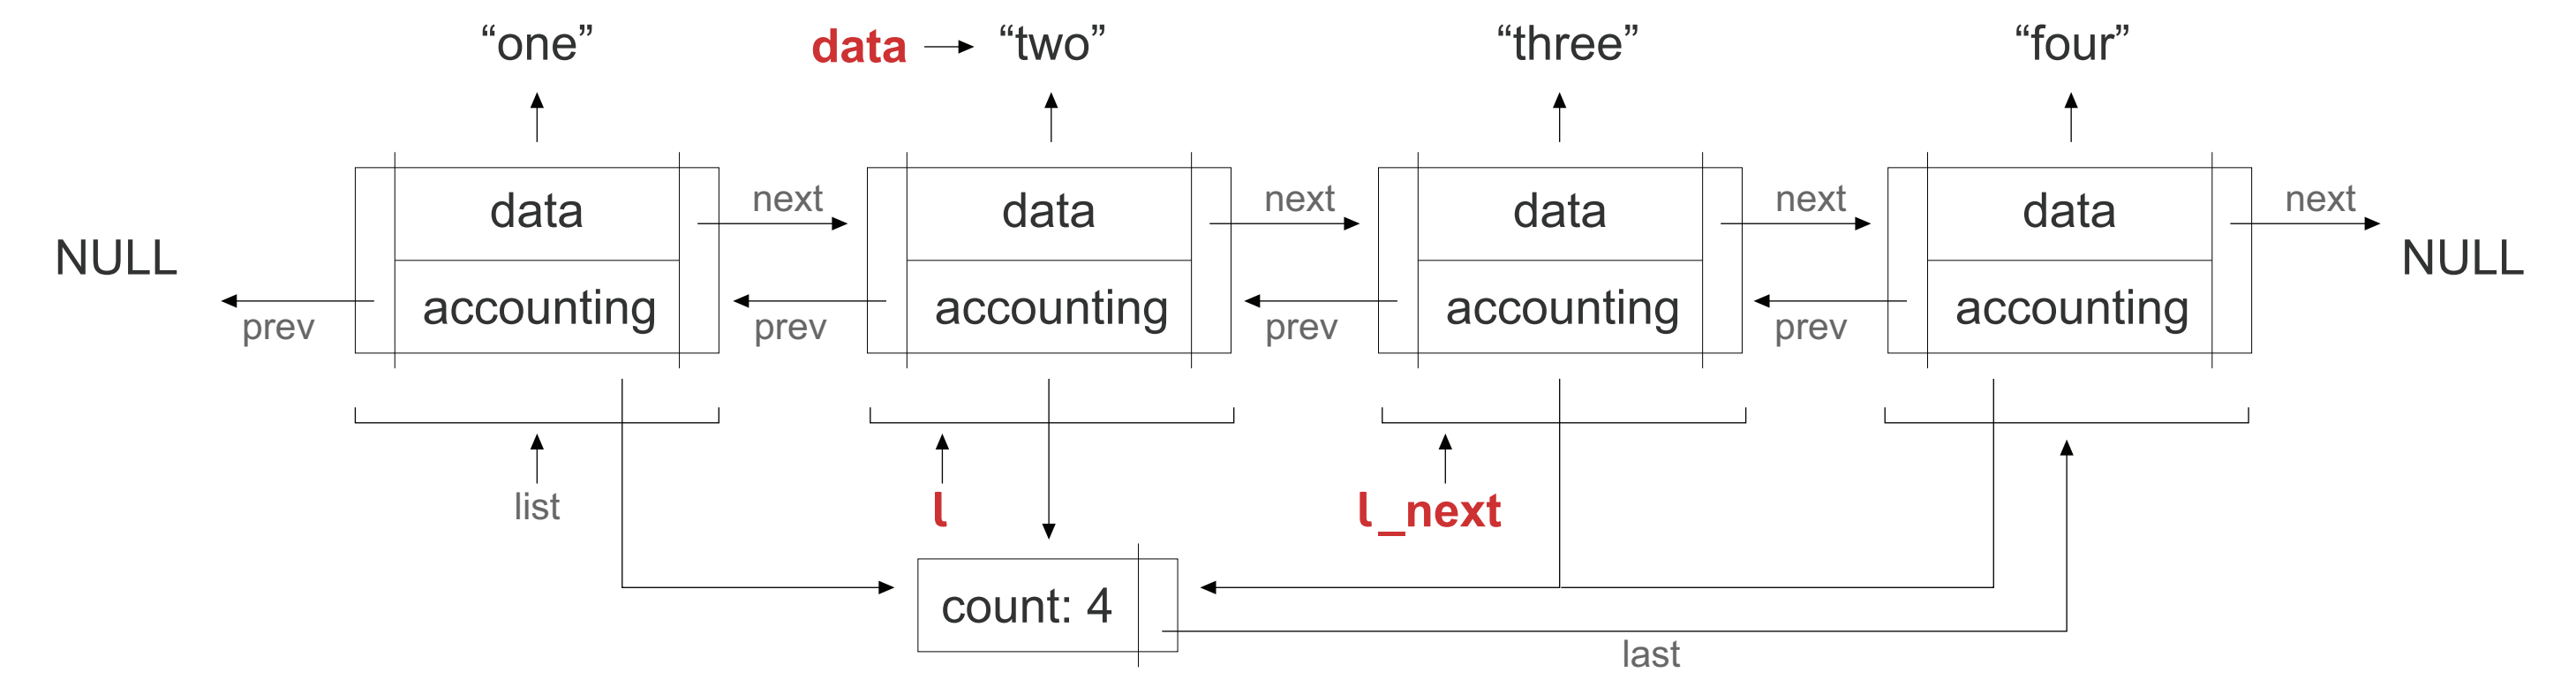 “one”
data
“two”
“three”
“four”
NULL
data
next
data
next
data
next
data
next
NULL
prev
accounting
prev
accounting
prev
accounting
prev
accounting
list
l
l_next
count: 4
last